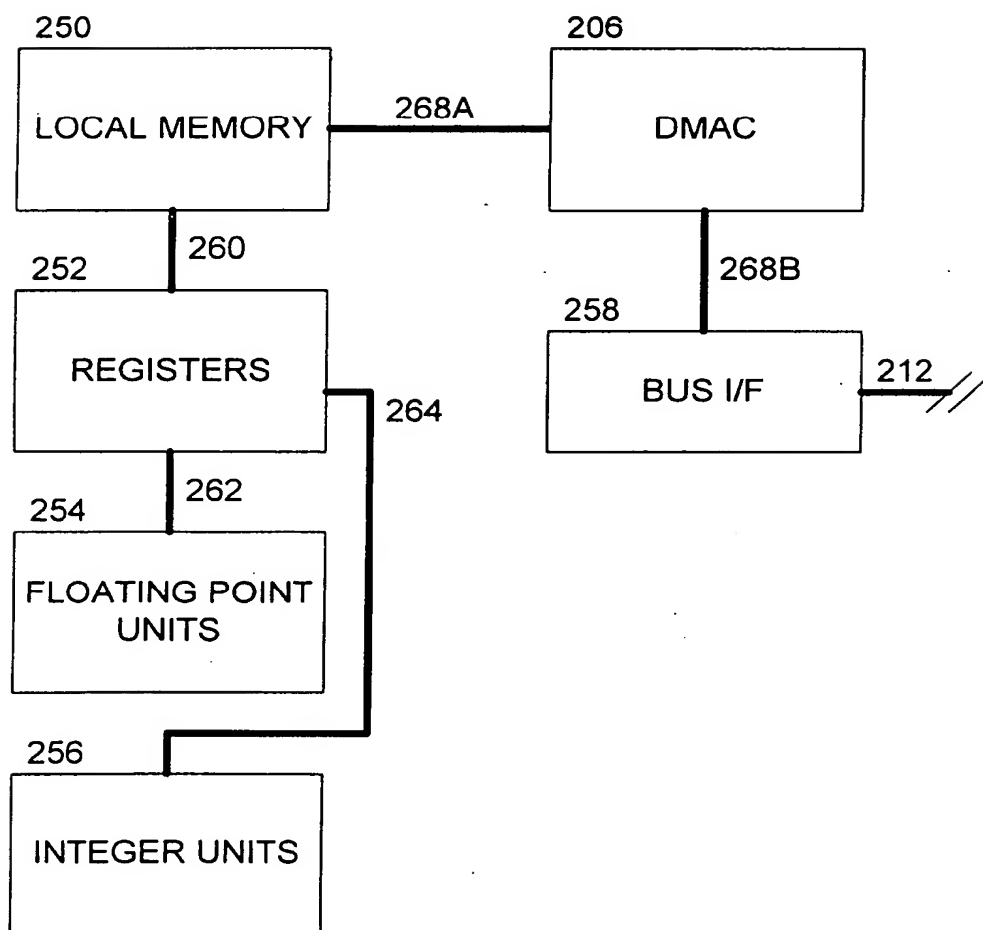 250
LOCAL MEMORY
268A
206
DMAC
260
268B
252
REGISTERS
264
258
BUS I/F
212
262
254
FLOATING POINT
UNITS
256
INTEGER UNITS